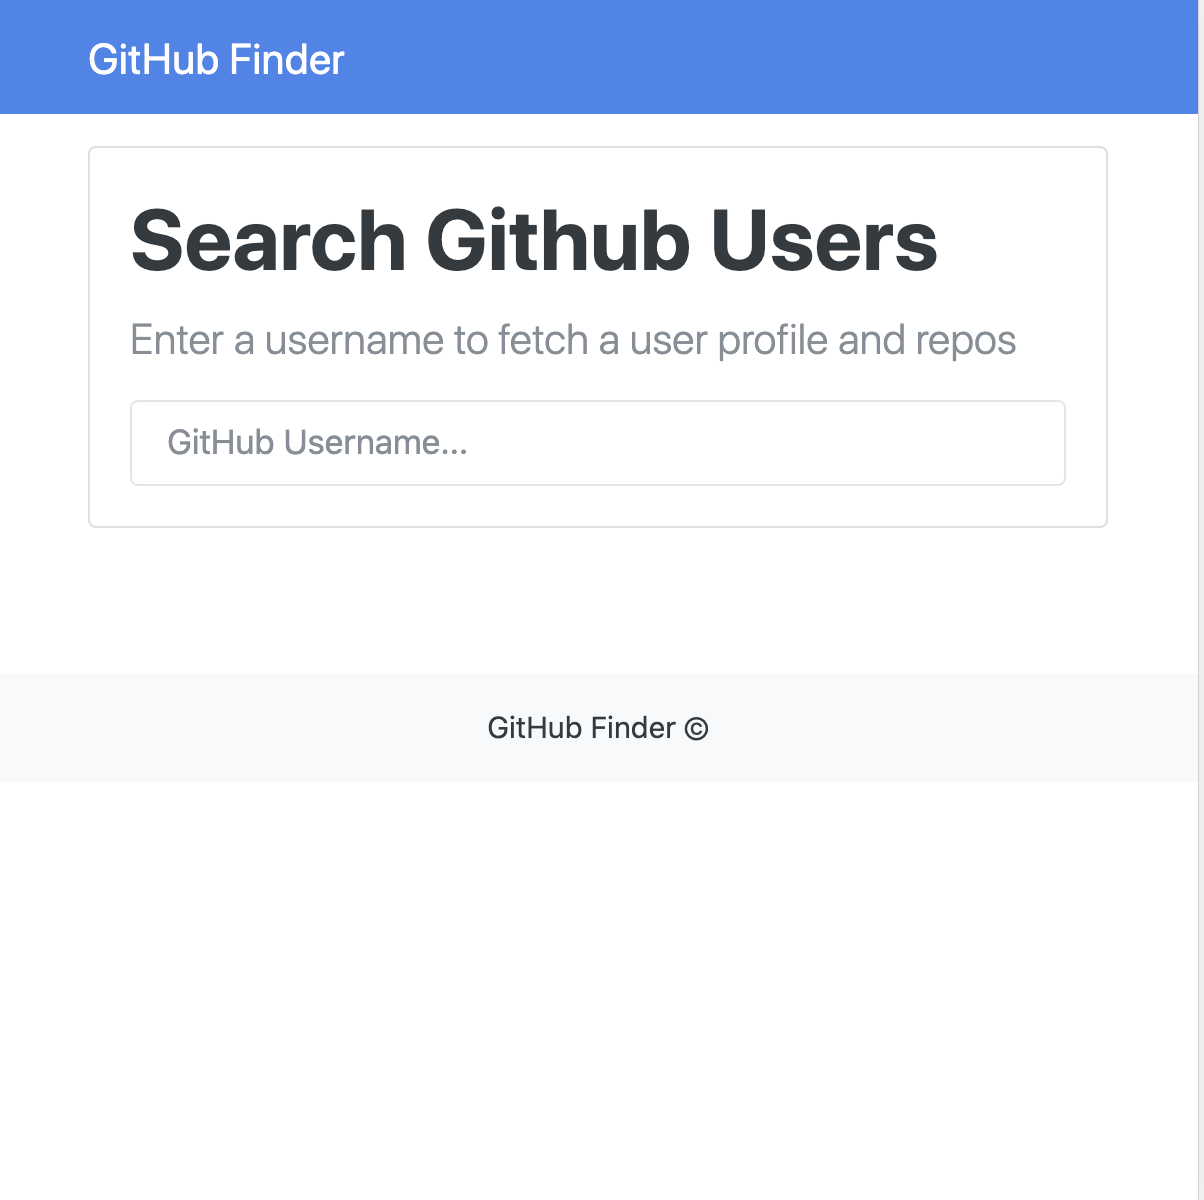 GitHub Finder
Search Github Users
Enter a username to fetch a user profile and repos
GitHub Username...
GitHub Finder ©